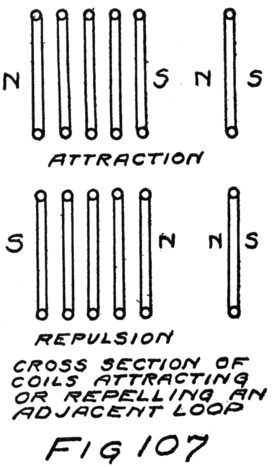 N S N S
ATTRACTION
S N N S
REPULSION
CROSS SECTION OF
COILS ATTRACTING
OR REPELLING AN
ADJACENT LOOP
FIG 107